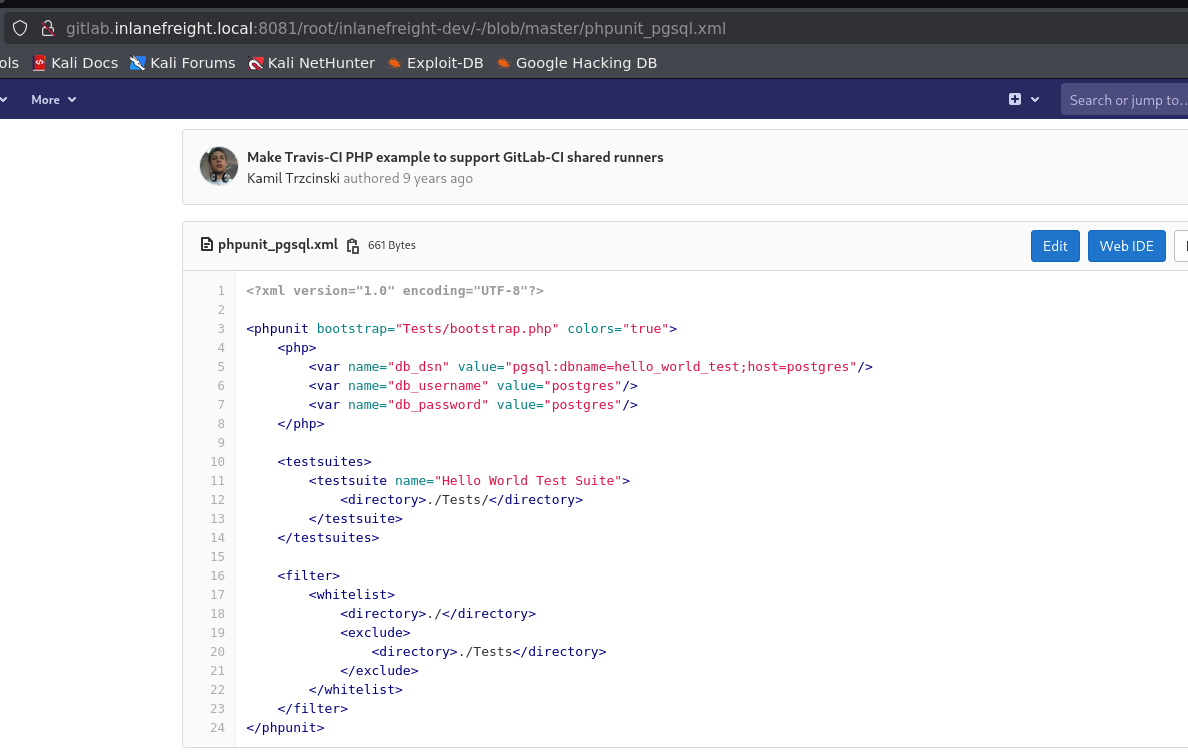 gitlab.inlanefreight.local:8081/root/inlanefreight-dev/-/blob/master/phpunit_pgsql.xml
ols Kali Docs Kali Forums Kali NetHunter Exploit-DB Google Hacking DB
More Search or jump to...
Make Travis-CI PHP example to support GitLab-CI shared runners
Kamil Trzcinski authored 9 years ago
phpunit_pgsql.xml 661 Bytes Edit Web IDE
1 <?xml version="1.0" encoding="UTF-8"?>
2
3 <phpunit bootstrap="Tests/bootstrap.php" colors="true">
4     <php>
5         <var name="db_dsn" value="pgsql:dbname=hello_world_test;host=postgres"/>
6         <var name="db_username" value="postgres"/>
7         <var name="db_password" value="postgres"/>
8     </php>
9
10     <testsuites>
11         <testsuite name="Hello World Test Suite">
12             <directory>./Tests/</directory>
13         </testsuite>
14     </testsuites>
15
16     <filter>
17         <whitelist>
18             <directory>./</directory>
19             <exclude>
20                 <directory>./Tests</directory>
21             </exclude>
22         </whitelist>
23     </filter>
24 </phpunit>